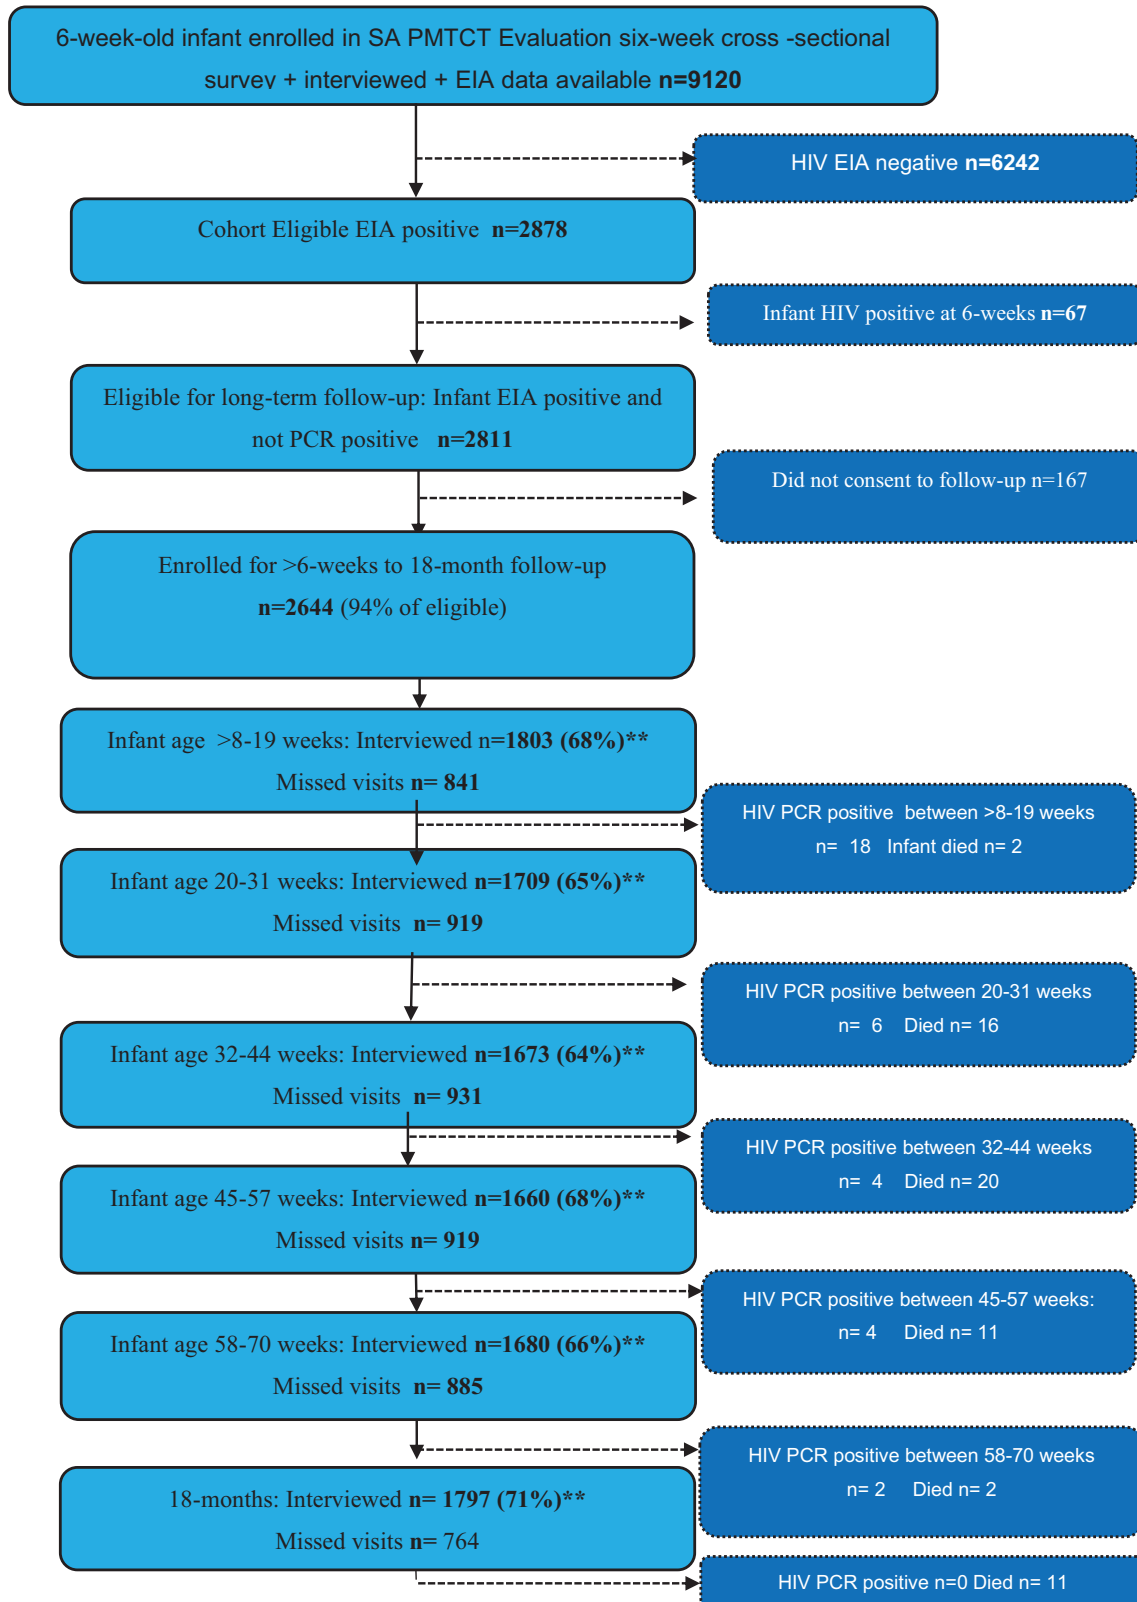 6-week-old infant enrolled in SA PMTCT Evaluation six-week cross -sectional
survey + interviewed + EIA data available n=9120
HIV EIA negative n=6242
Cohort Eligible EIA positive n=2878
Infant HIV positive at 6-weeks n=67
Eligible for long-term follow-up: Infant EIA positive and
not PCR positive n=2811
Did not consent to follow-up n=167
Enrolled for >6-weeks to 18-month follow-up
n=2644 (94% of eligible)
Infant age >8-19 weeks: Interviewed n=1803 (68%)**
Missed visits n= 841
HIV PCR positive between >8-19 weeks
n= 18 Infant died n= 2
Infant age 20-31 weeks: Interviewed n=1709 (65%)**
Missed visits n= 919
HIV PCR positive between 20-31 weeks
n= 6 Died n= 16
Infant age 32-44 weeks: Interviewed n=1673 (64%)**
Missed visits n= 931
HIV PCR positive between 32-44 weeks
n= 4 Died n= 20
Infant age 45-57 weeks: Interviewed n=1660 (68%)**
Missed visits n= 919
HIV PCR positive between 45-57 weeks:
n= 4 Died n= 11
Infant age 58-70 weeks: Interviewed n=1680 (66%)**
Missed visits n= 885
HIV PCR positive between 58-70 weeks
n= 2 Died n= 2
18-months: Interviewed n= 1797 (71%)**
Missed visits n= 764
HIV PCR positive n=0 Died n= 11